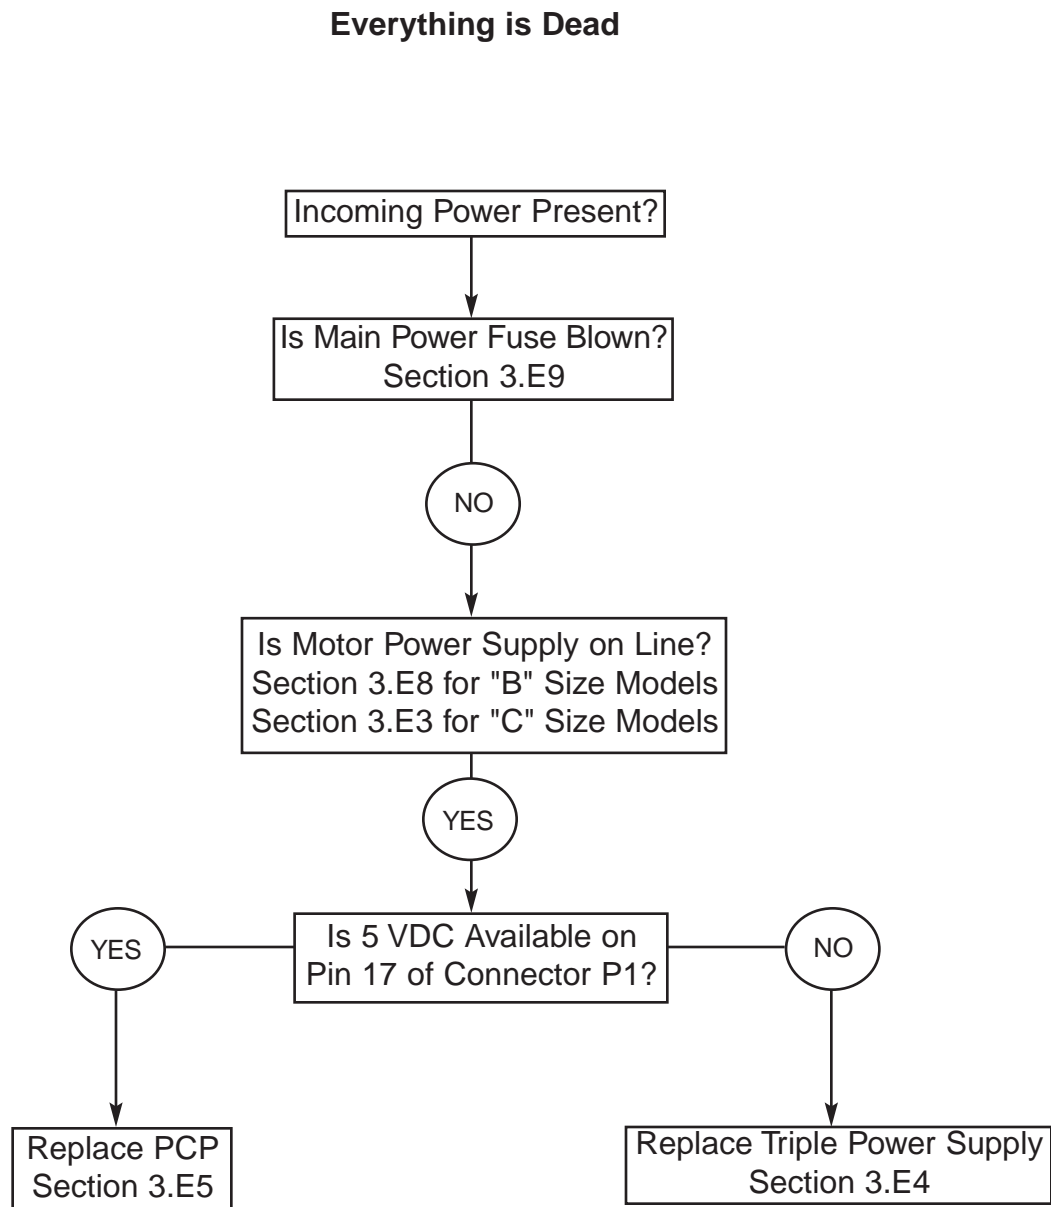 Everything is Dead
Incoming Power Present?
Is Main Power Fuse Blown?
Section 3.E9
NO
Is Motor Power Supply on Line?
Section 3.E8 for "B" Size Models
Section 3.E3 for "C" Size Models
YES
YES
Is 5 VDC Available on
Pin 17 of Connector P1?
NO
Replace PCP
Section 3.E5
Replace Triple Power Supply
Section 3.E4